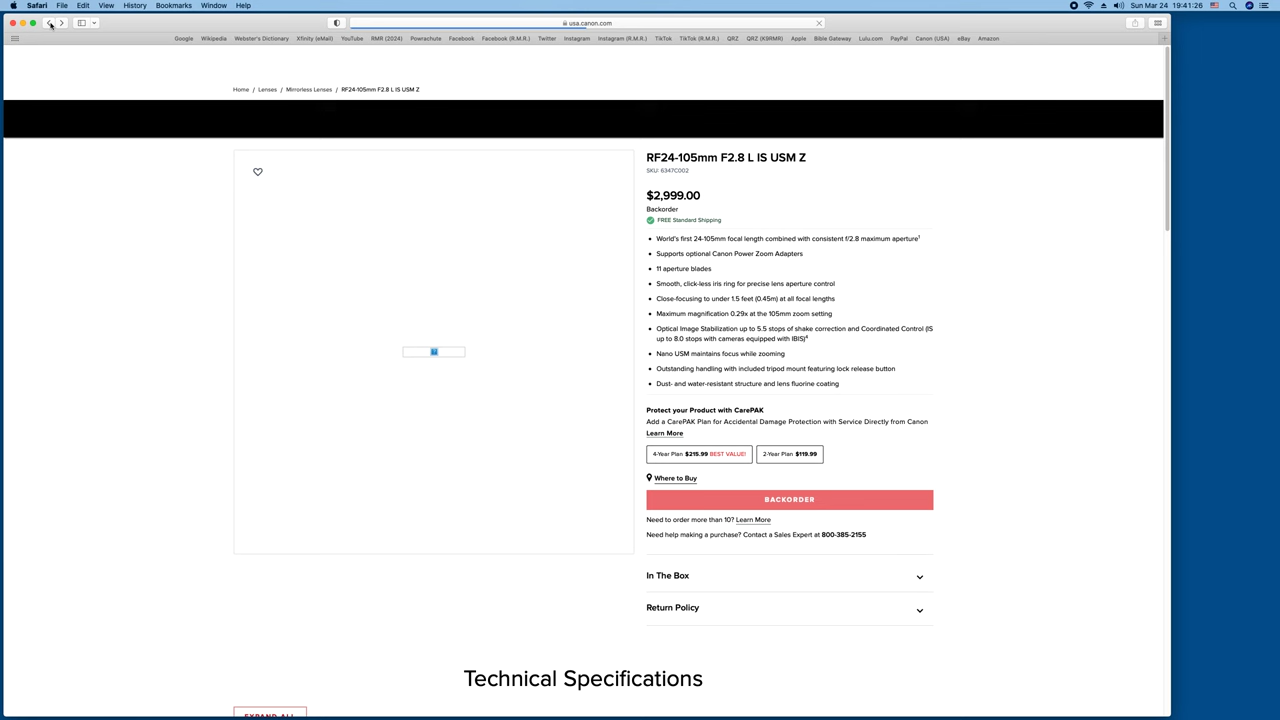 Safari File Edit View History Bookmarks Window Help
Sun Mar 24 19:41:26
usa.canon.com
Google Wikipedia Webster's Dictionary Xfinity (eMail) YouTube RMR (2024) Powrachute Facebook Facebook (R.M.R.) Twitter Instagram Instagram (R.M.R.) TikTok TikTok (R.M.R.) QRZ QRZ (K9RMR) Apple Bible Gateway Lulu.com PayPal Canon (USA) eBay Amazon
Home / Lenses / Mirrorless Lenses / RF24-105mm F2.8 L IS USM Z
RF24-105mm F2.8 L IS USM Z
SKU: 6347C002
$2,999.00
Backorder
FREE Standard Shipping
• World's first 24-105mm focal length combined with consistent f/2.8 maximum aperture1
• Supports optional Canon Power Zoom Adapters
• 11 aperture blades
• Smooth, click-less iris ring for precise lens aperture control
• Close-focusing to under 1.5 feet (0.45m) at all focal lengths
• Maximum magnification 0.29x at the 105mm zoom setting
• Optical Image Stabilization up to 5.5 stops of shake correction and Coordinated Control (IS
up to 8.0 stops with cameras equipped with IBIS)4
• Nano USM maintains focus while zooming
• Outstanding handling with included tripod mount featuring lock release button
• Dust- and water-resistant structure and lens fluorine coating
Protect your Product with CarePAK
Add a CarePAK Plan for Accidental Damage Protection with Service Directly from Canon
Learn More
4-Year Plan $215.99 BEST VALUE! 2-Year Plan $119.99
Where to Buy
BACKORDER
Need to order more than 10? Learn More
Need help making a purchase? Contact a Sales Expert at 800-385-2155
In The Box
Return Policy
Technical Specifications
EXPAND ALL